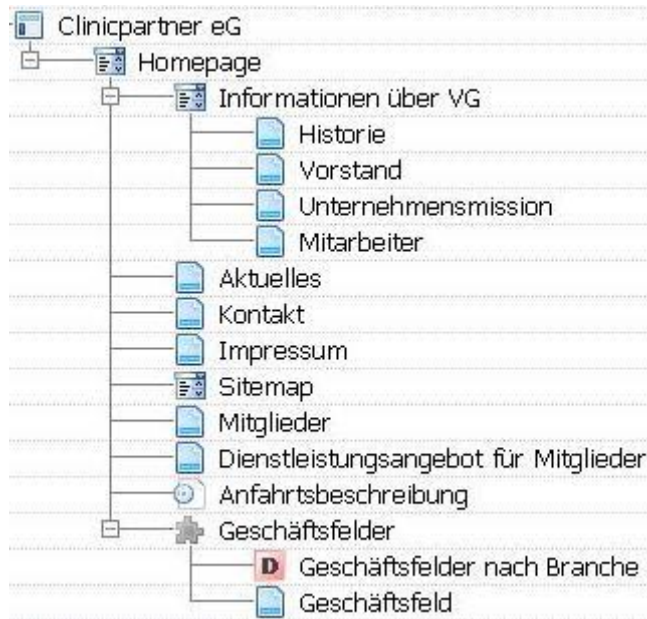 Clinicpartner eG
Homepage
Informationen über VG
Historie
Vorstand
Unternehmensmission
Mitarbeiter
Aktuelles
Kontakt
Impressum
Sitemap
Mitglieder
Dienstleistungsangebot für Mitglieder
Anfahrtsbeschreibung
Geschäftsfelder
D Geschäftsfelder nach Branche
Geschäftsfeld